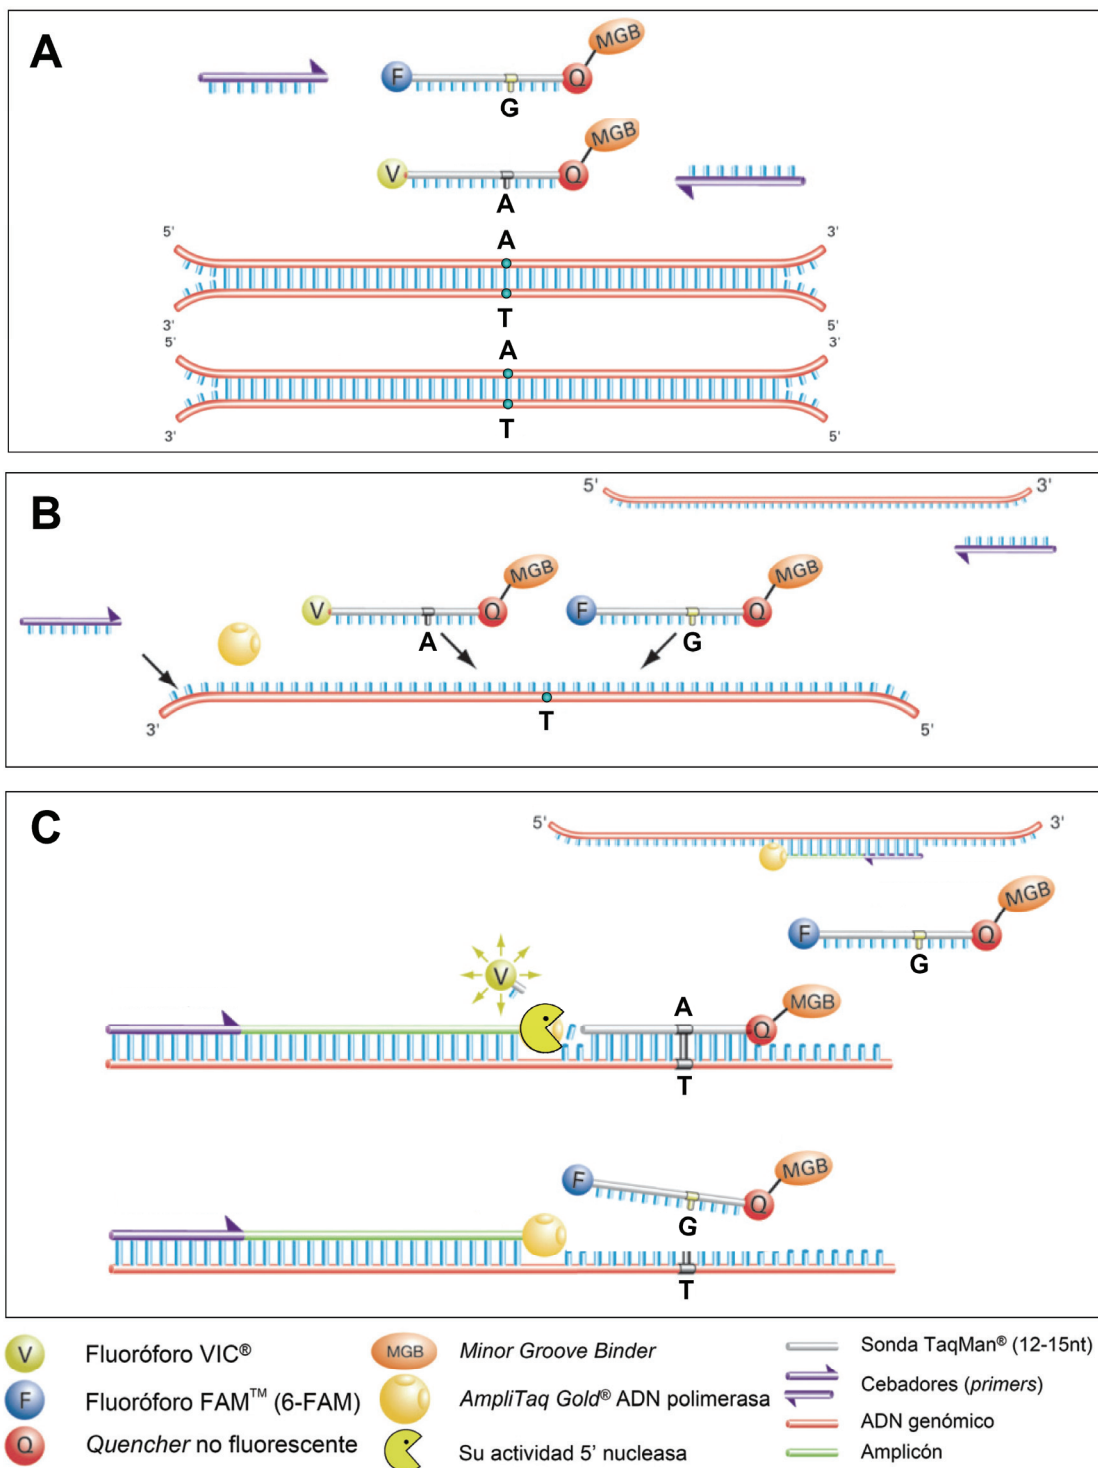 A
F
Q
MGB
G
V
Q
MGB
A
A
5'
3'
3'
T
5'
5'
A
3'
3'
T
5'
B
5'
3'
V
A
Q
MGB
F
G
Q
MGB
3'
T
5'
C
5'
3'
F
G
Q
MGB
V
A
Q
MGB
T
F
G
Q
MGB
T
V Fluoróforo VIC®
F Fluoróforo FAM™ (6-FAM)
Q Quencher no fluorescente
MGB Minor Groove Binder
AmpliTaq Gold® ADN polimerasa
Su actividad 5' nucleasa
Sonda TaqMan® (12-15nt)
Cebadores (primers)
ADN genómico
Amplicón